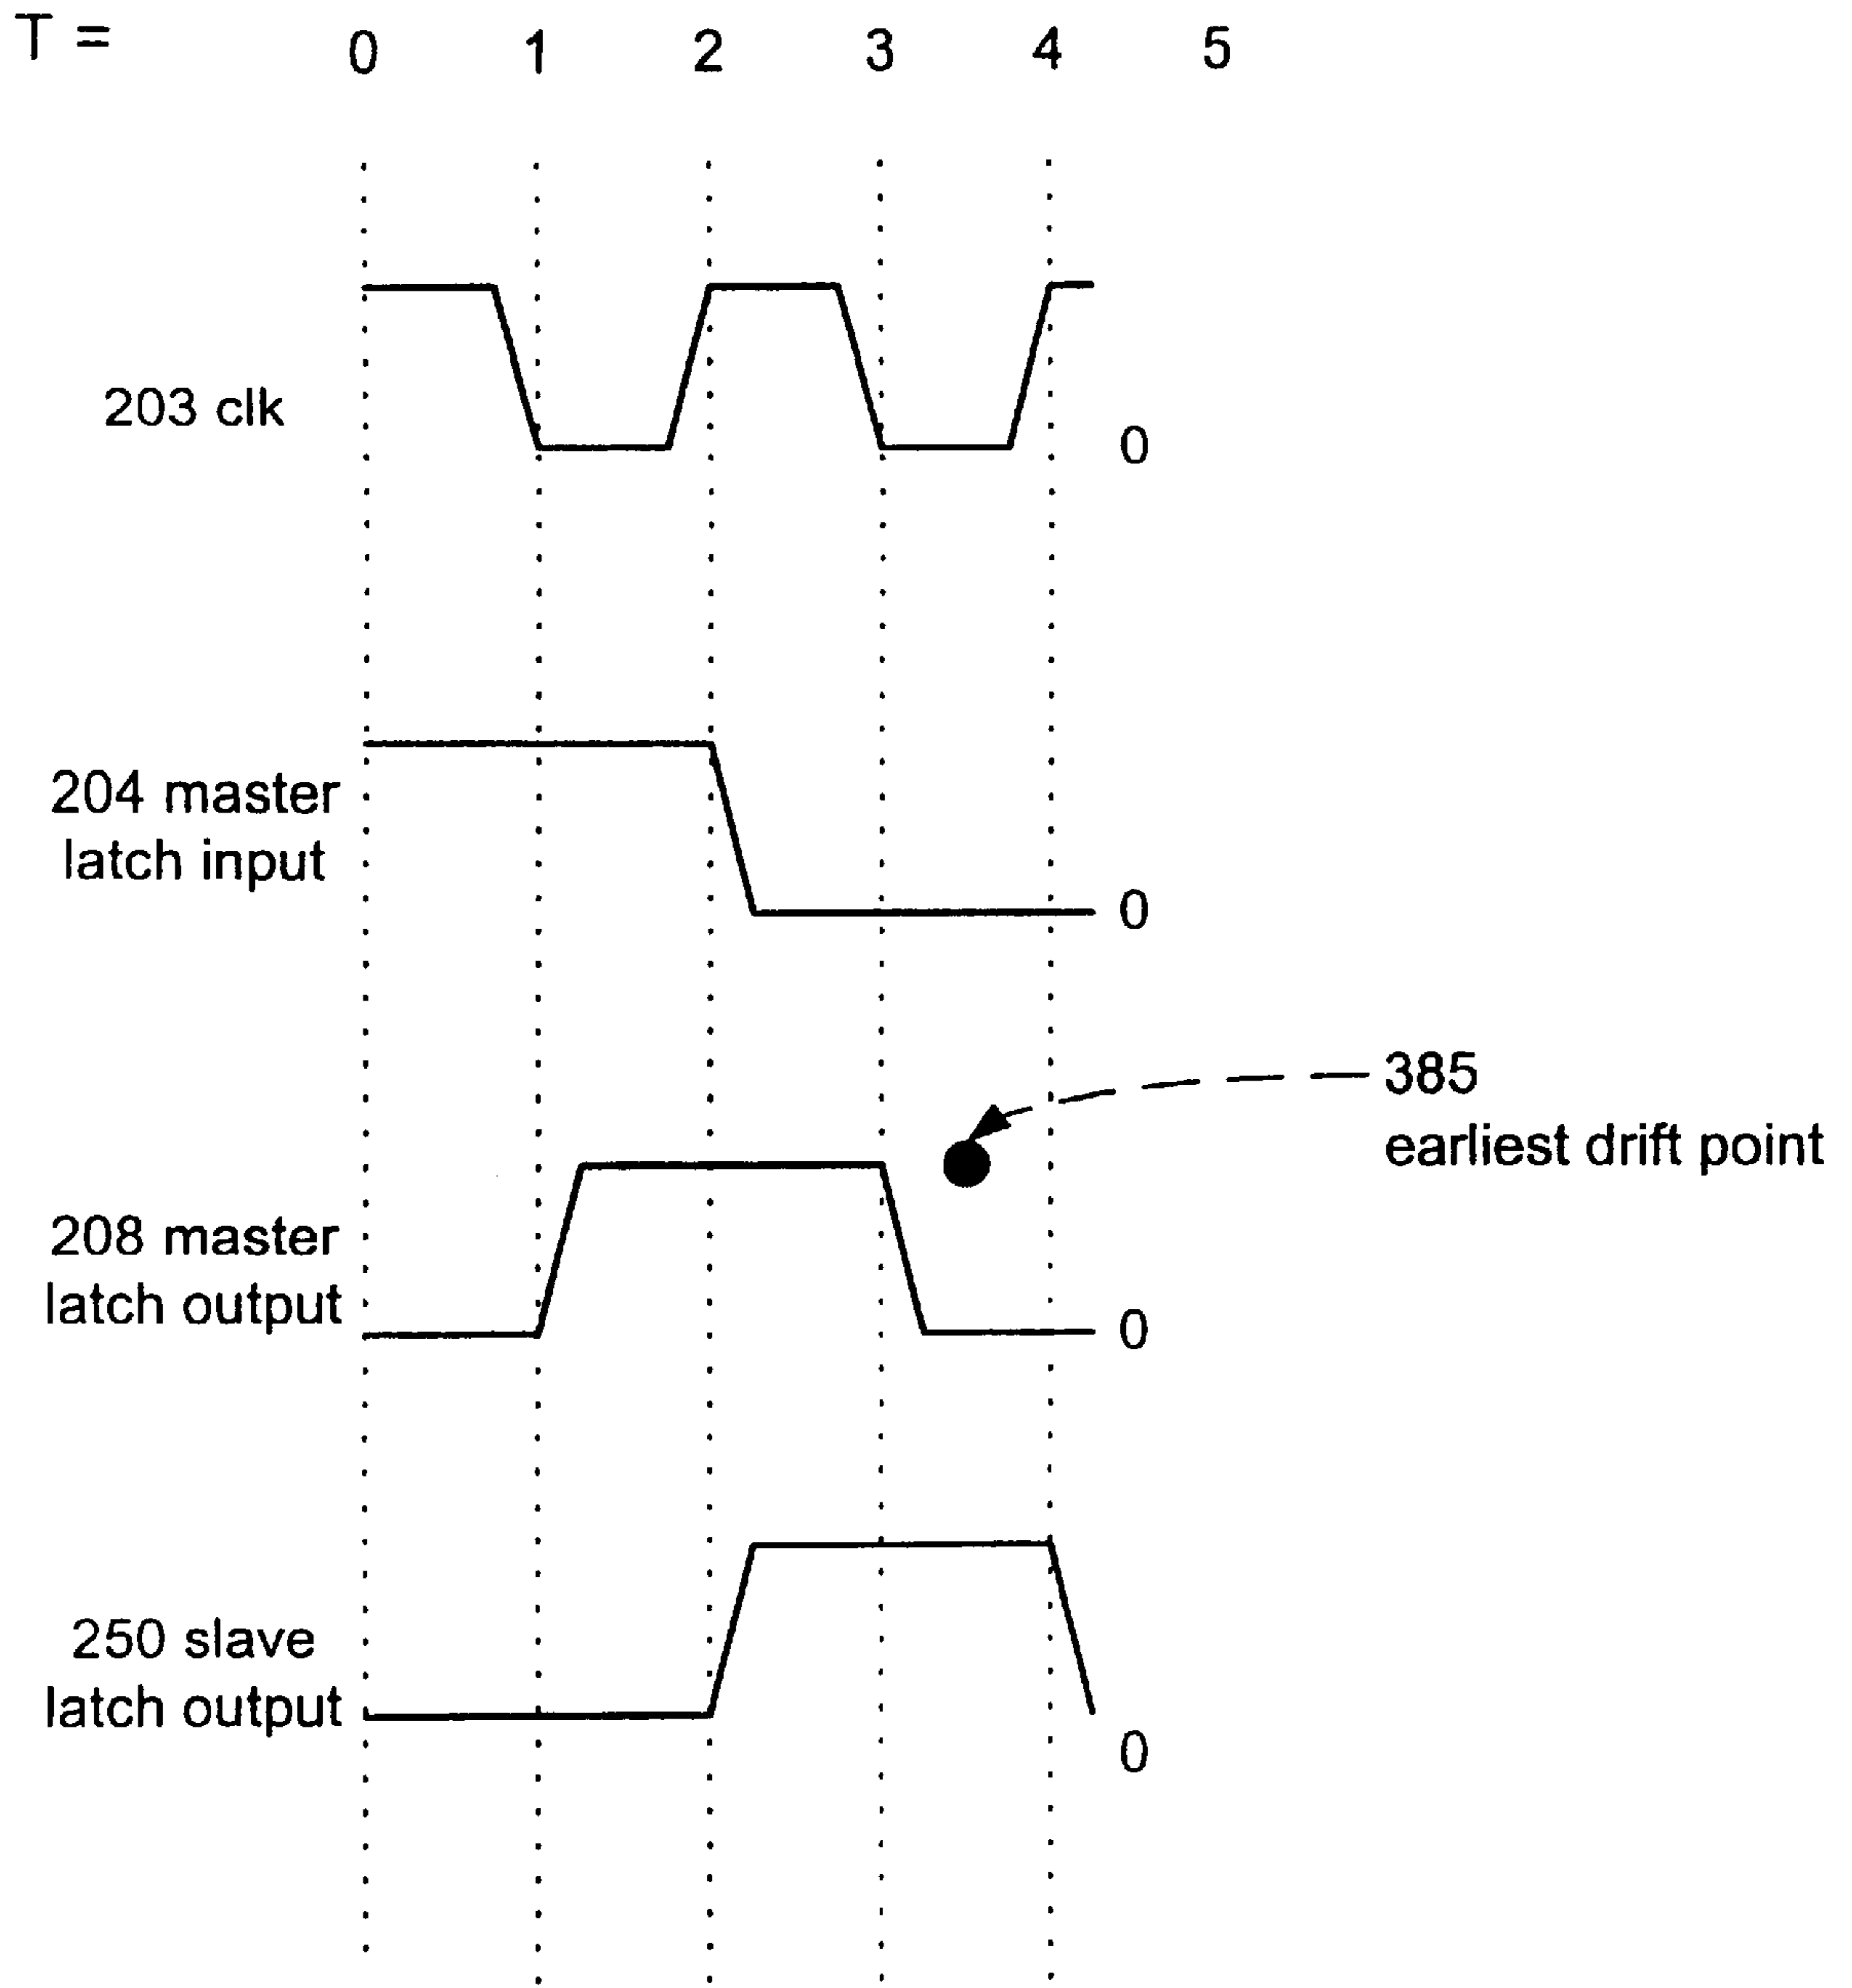 T = 0 1 2 3 4 5
203 clk
0
204 master
latch input
0
385
earliest drift point
208 master
latch output
0
250 slave
latch output
0